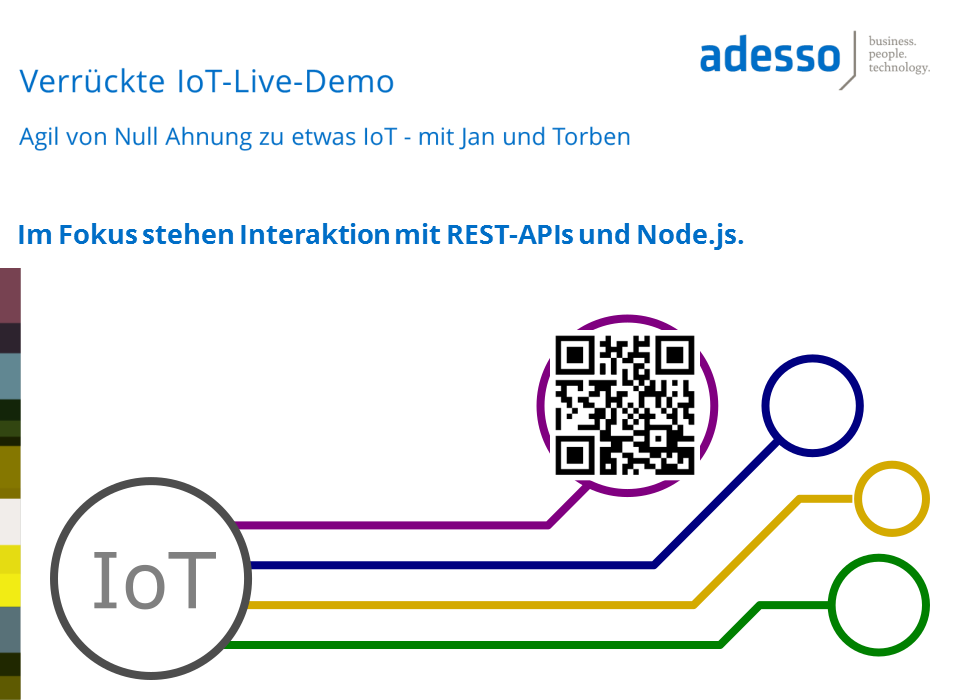 adesso
business.
people.
technology.
Verrückte IoT-Live-Demo
Agil von Null Ahnung zu etwas IoT - mit Jan und Torben
Im Fokus stehen Interaktion mit REST-APIs und Node.js.
IoT